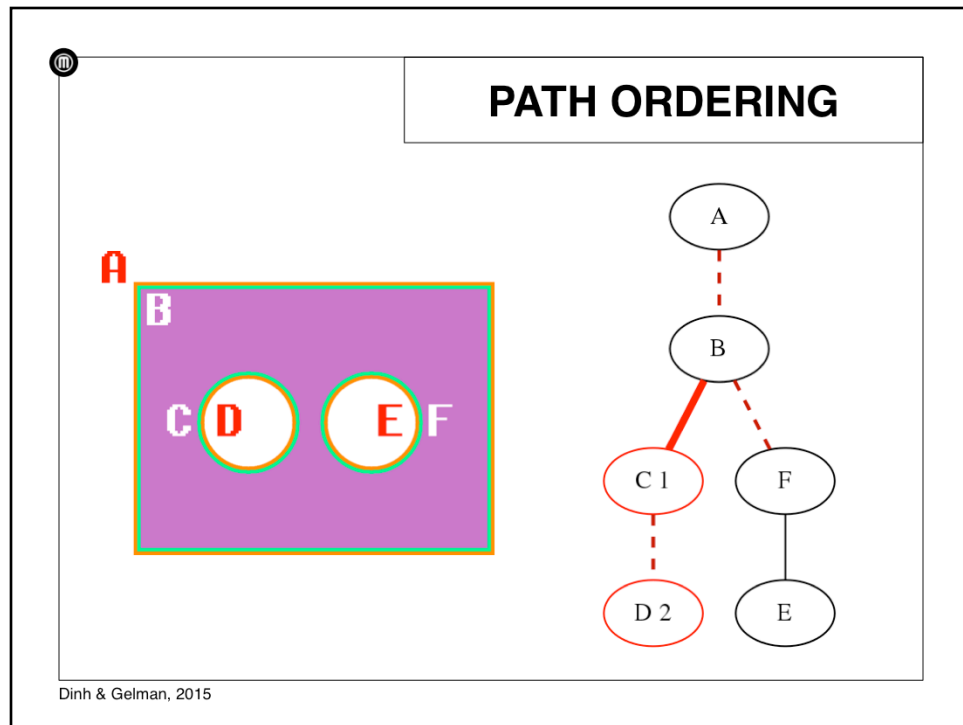 m
PATH ORDERING
A
A
B
B
C D E F
C 1 F
D 2 E
Dinh & Gelman, 2015